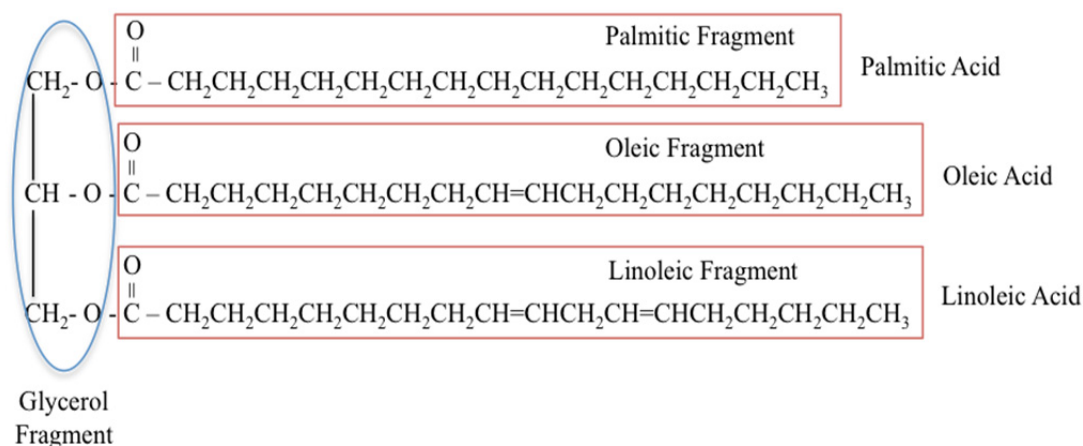 O
Palmitic Fragment
||
CH₂- O - C – CH₂CH₂CH₂CH₂CH₂CH₂CH₂CH₂CH₂CH₂CH₂CH₂CH₂CH₂CH₃
Palmitic Acid
O
Oleic Fragment
||
CH - O - C – CH₂CH₂CH₂CH₂CH₂CH₂CH₂CH=CHCH₂CH₂CH₂CH₂CH₂CH₂CH₂CH₃
Oleic Acid
O
Linoleic Fragment
||
CH₂- O - C – CH₂CH₂CH₂CH₂CH₂CH₂CH₂CH=CHCH₂CH=CHCH₂CH₂CH₂CH₂CH₃
Linoleic Acid
Glycerol
Fragment